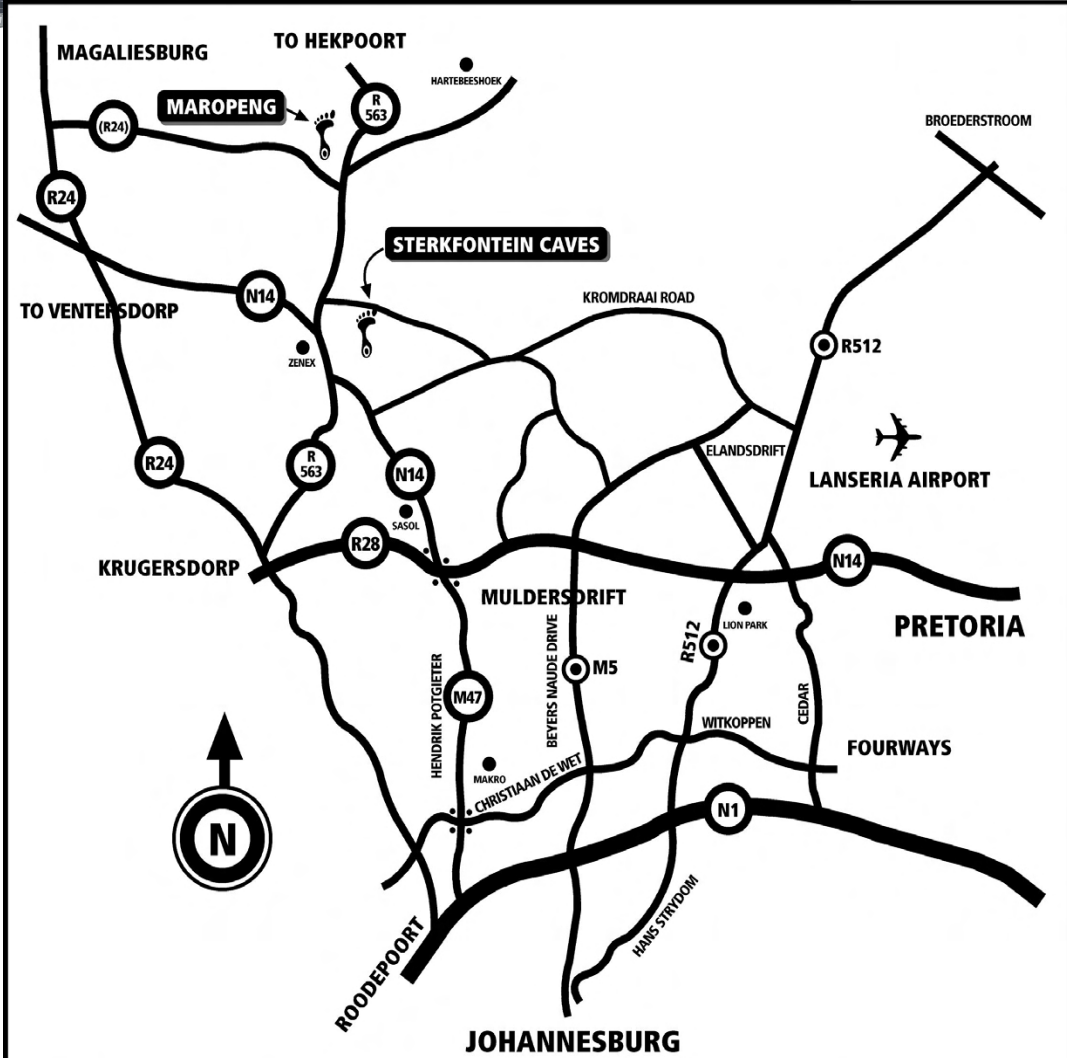 MAGALIESBURG
TO HEKPOORT
HARTEBEESHOEK
MAROPENG
R
563
(R24)
BROEDERSTROOM
R24
STERKFONTEIN CAVES
TO VENTERSDORP
N14
KROMDRAAI ROAD
ZENEX
R512
R24
R
563
N14
ELANDSDRIFT
LANSERIA AIRPORT
SASOL
KRUGERSDORP
R28
N14
MULDERSDRIFT
LION PARK
PRETORIA
R512
HENDRIK POTGIETER
M47
BEYERS NAUDE DRIVE
M5
CEDAR
WITKOPPEN
FOURWAYS
MAKRO
CHRISTIAAN DE WET
N
N1
ROODEPOORT
HANS STRYDOM
JOHANNESBURG